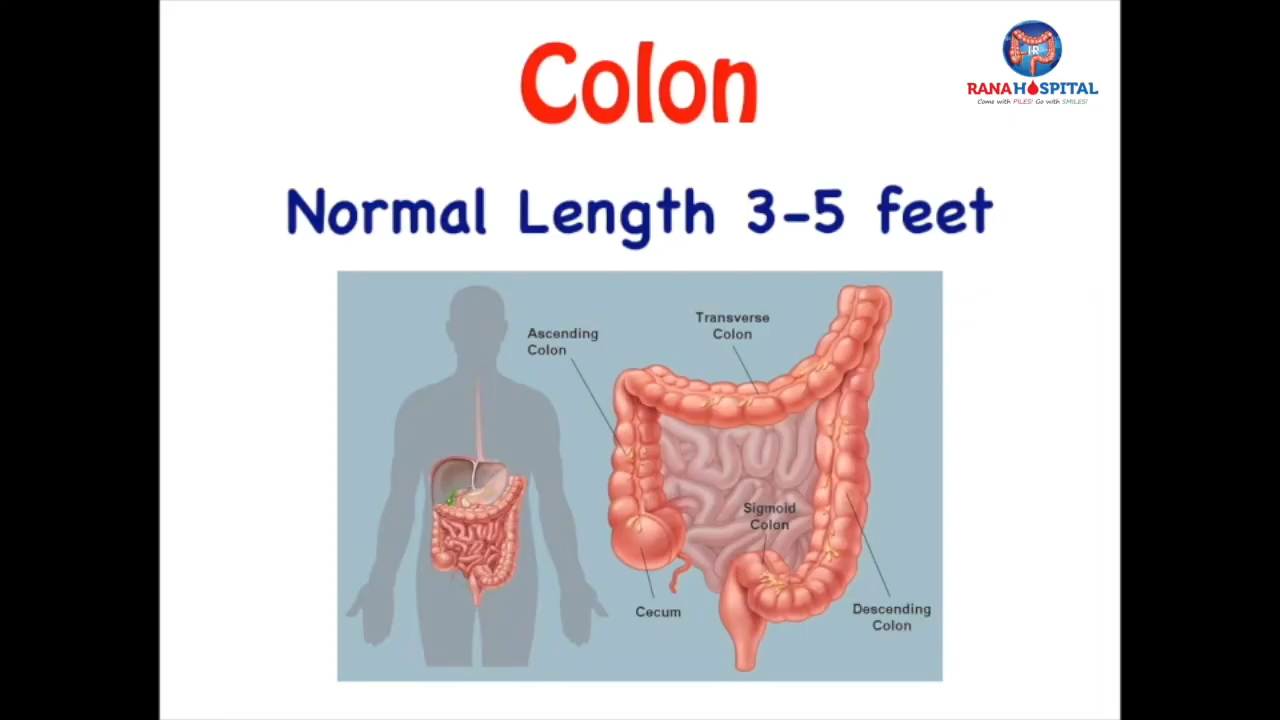 Colon
IR
RANA HOSPITAL
Come with PILES! Go with SMILES!
Normal Length 3-5 feet
Ascending
Colon
Transverse
Colon
Sigmoid
Colon
Cecum
Descending
Colon